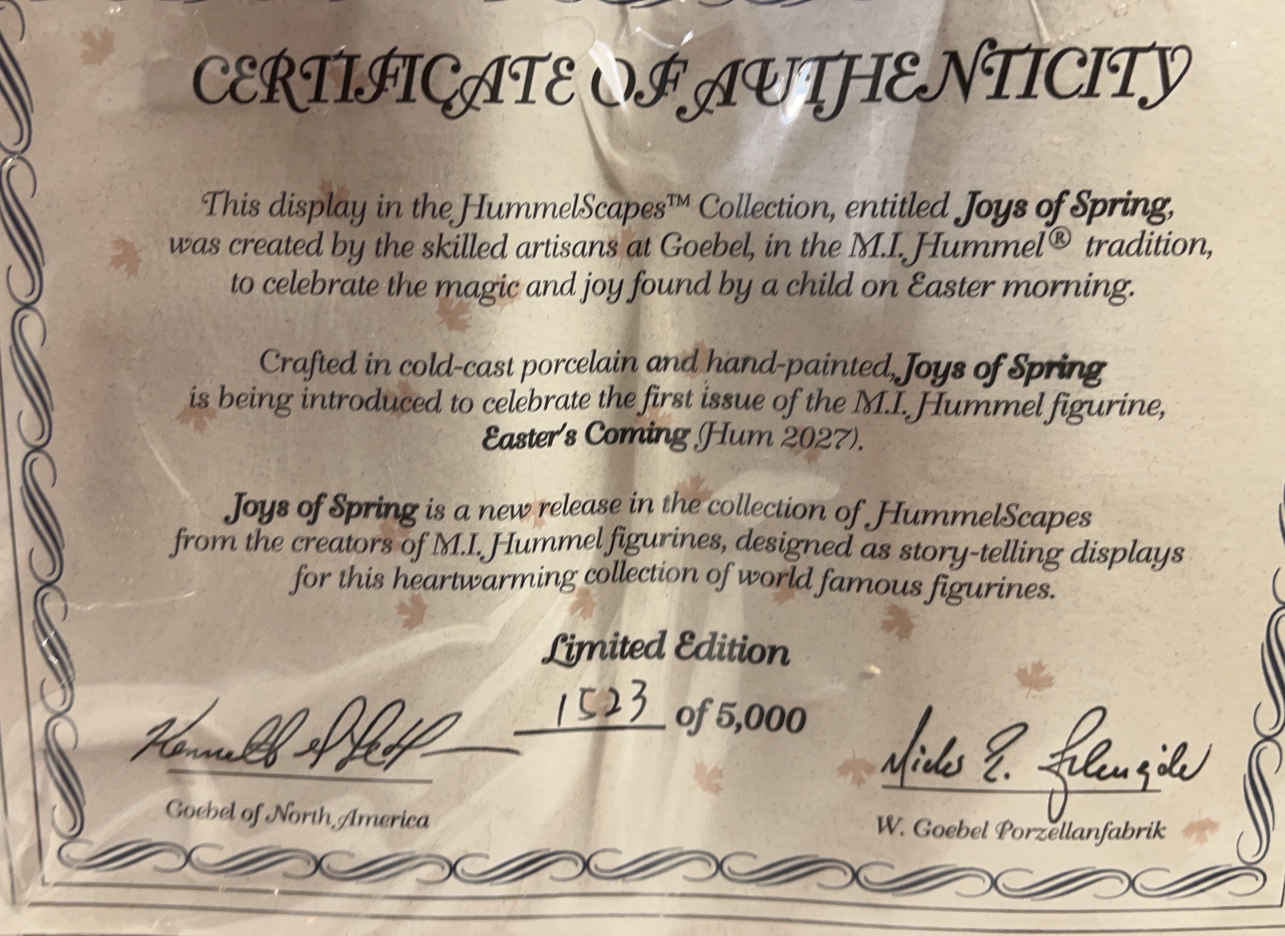 CERTIFICATE OF AUTHENTICITY
This display in the HummelScapes™ Collection, entitled Joys of Spring,
was created by the skilled artisans at Goebel, in the M.I. Hummel® tradition,
to celebrate the magic and joy found by a child on Easter morning.
Crafted in cold-cast porcelain and hand-painted, Joys of Spring
is being introduced to celebrate the first issue of the M.I. Hummel figurine,
Easter's Coming (Hum 2027).
Joys of Spring is a new release in the collection of HummelScapes
from the creators of M.I. Hummel figurines, designed as story-telling displays
for this heartwarming collection of world famous figurines.
Limited Edition
1523 of 5,000
Goebel of North America
W. Goebel Porzellanfabrik